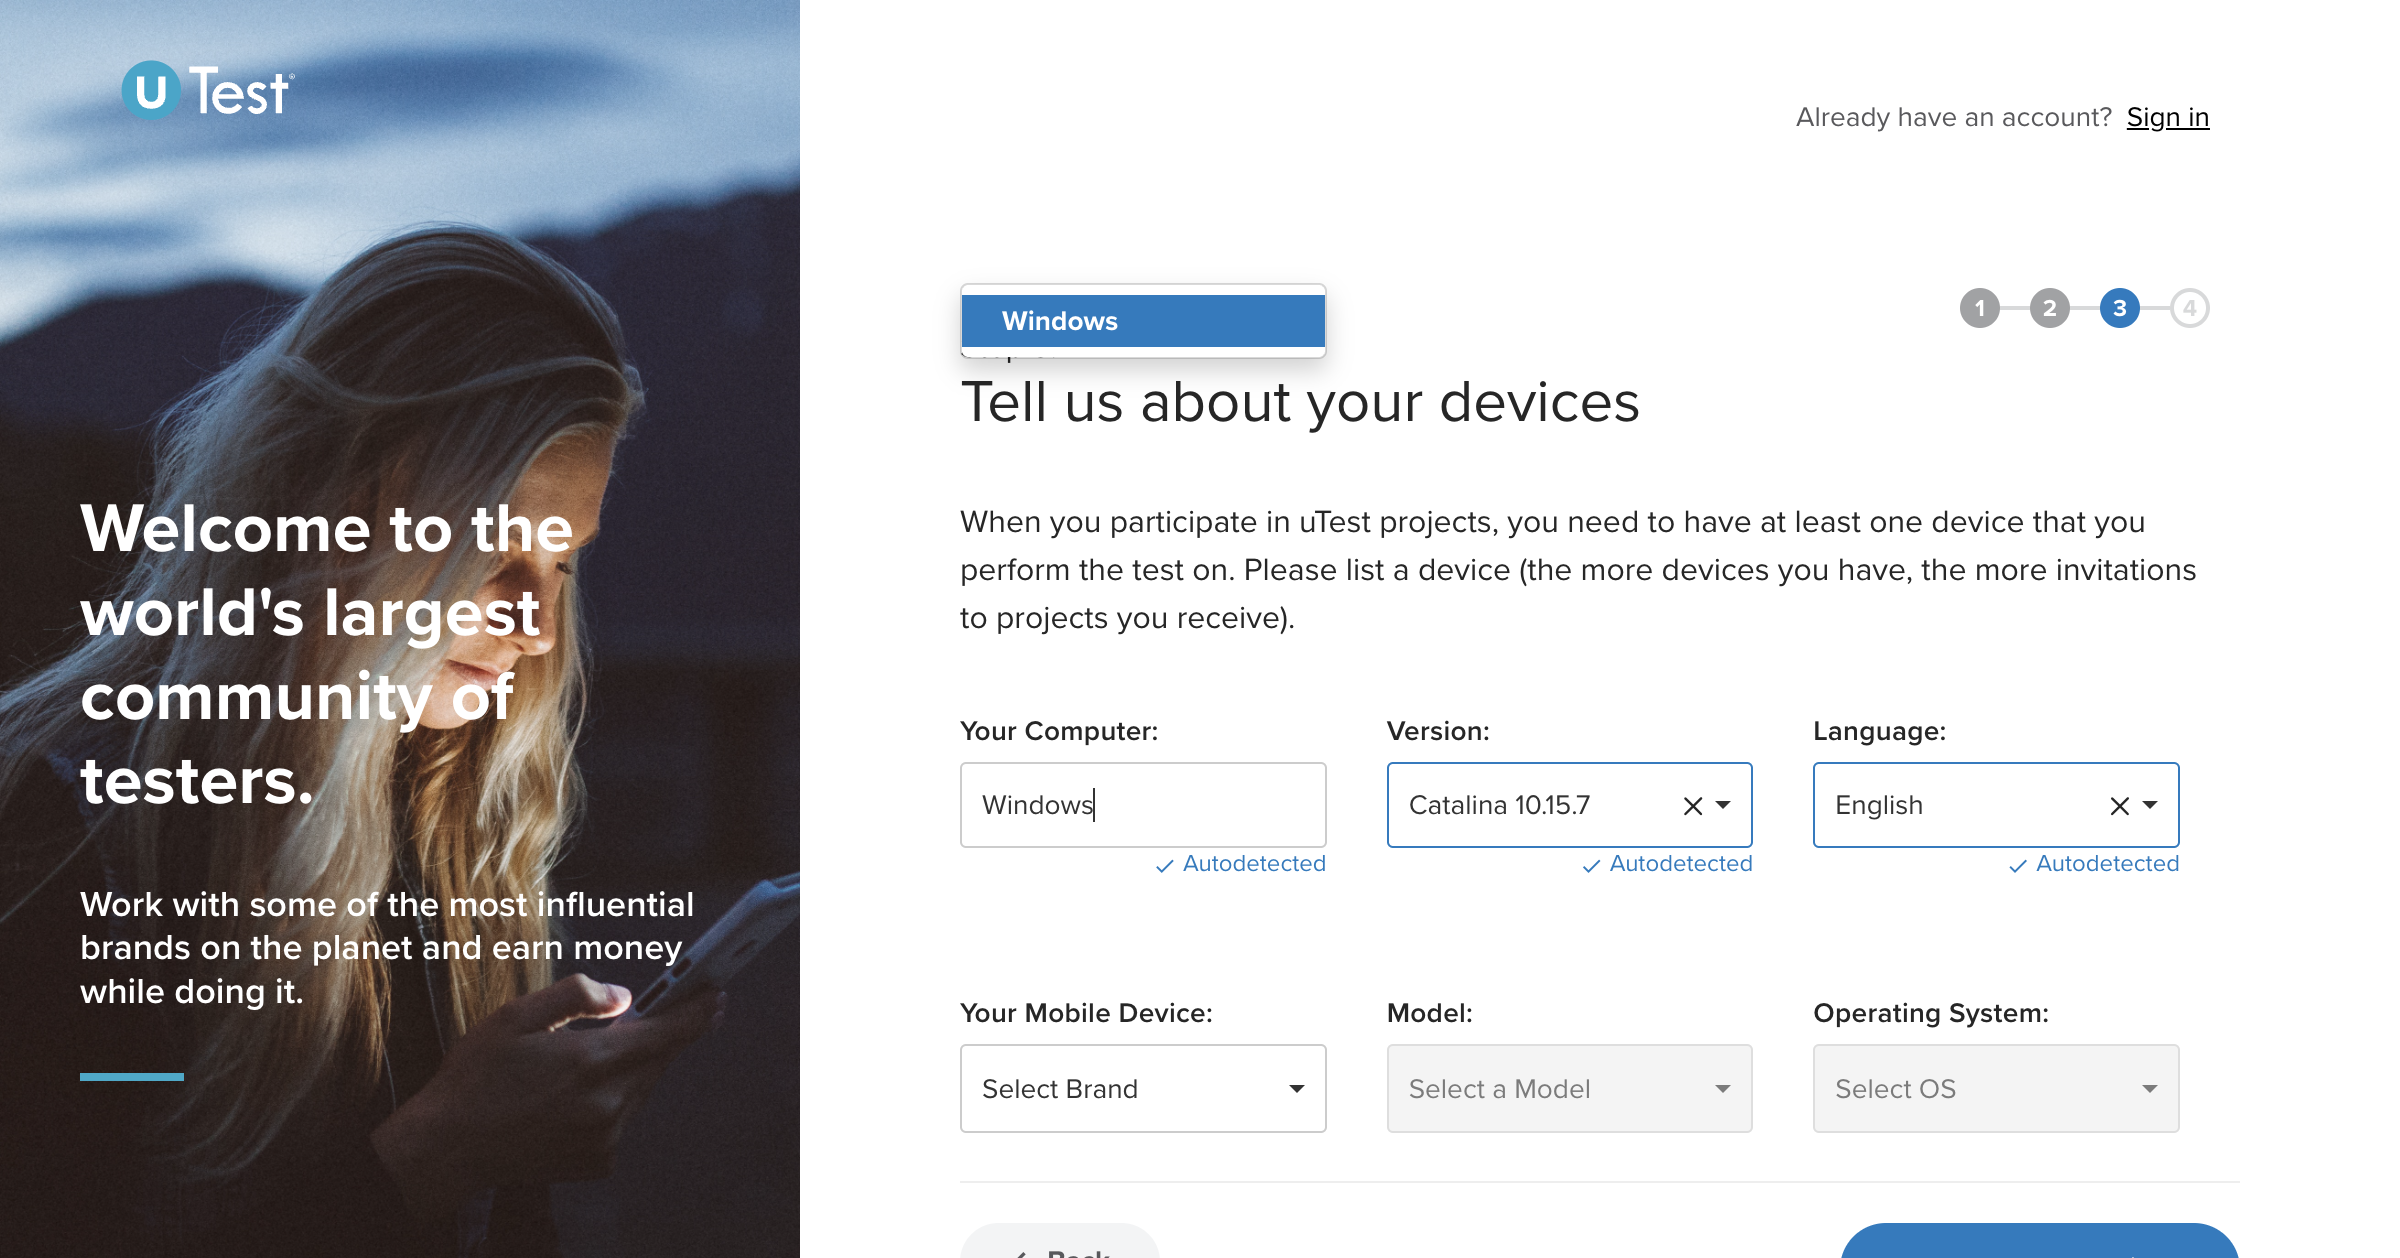 u Test
Welcome to the
world's largest
community of
testers.
Work with some of the most influential
brands on the planet and earn money
while doing it.
Already have an account? Sign in
1 2 3 4
Windows
Tell us about your devices
When you participate in uTest projects, you need to have at least one device that you
perform the test on. Please list a device (the more devices you have, the more invitations
to projects you receive).
Your Computer: Version: Language:
Windows Catalina 10.15.7 English
Autodetected Autodetected Autodetected
Your Mobile Device: Model: Operating System:
Select Brand Select a Model Select OS
Back